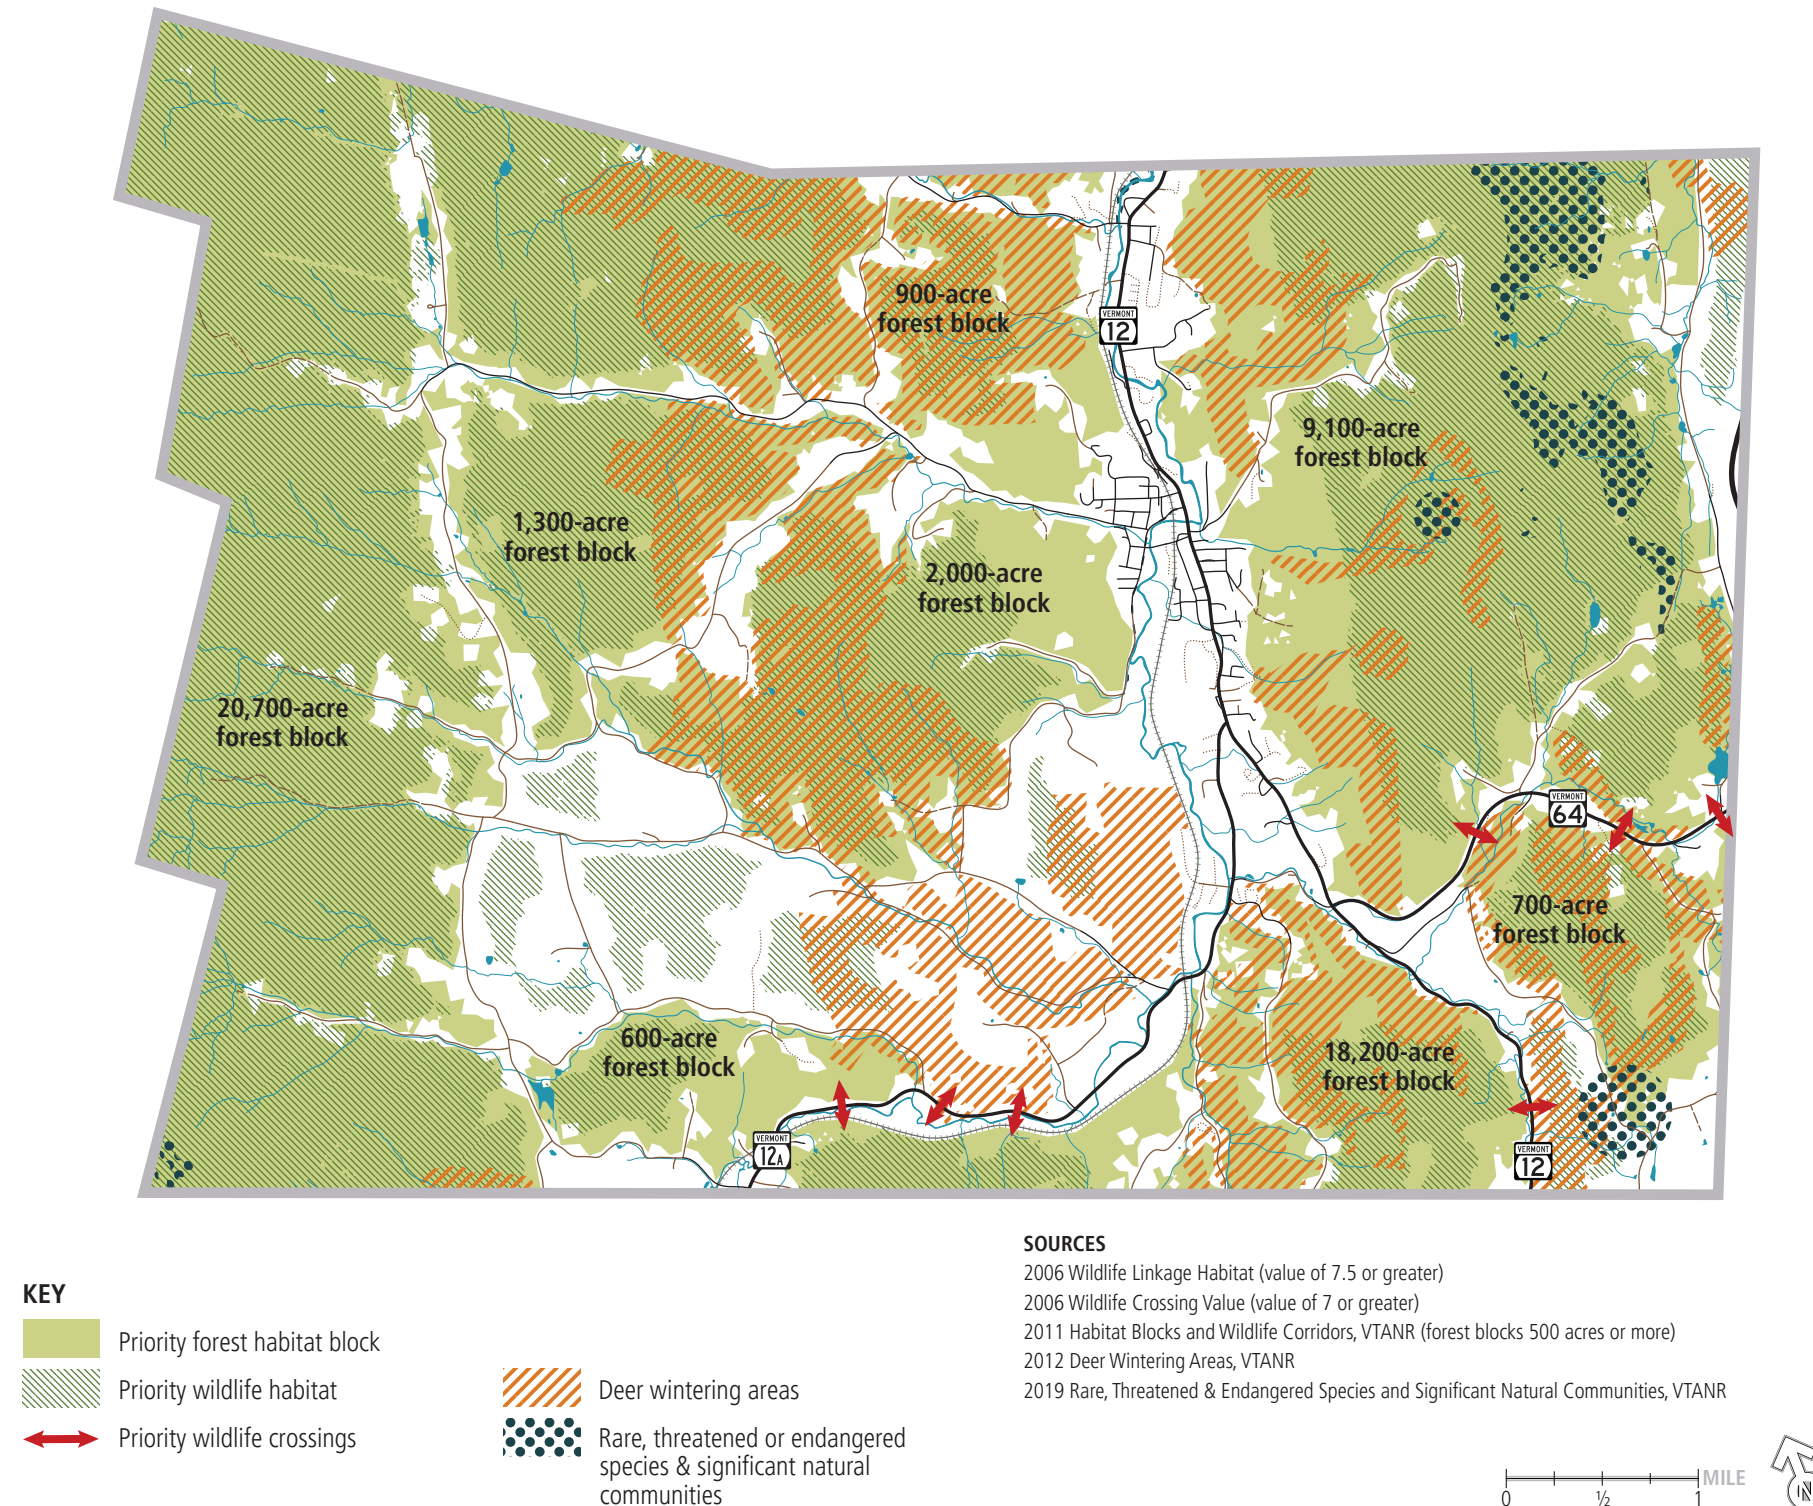 900-acre
forest block
VERMONT
12
9,100-acre
forest block
1,300-acre
forest block
2,000-acre
forest block
20,700-acre
forest block
VERMONT
64
700-acre
forest block
600-acre
forest block
18,200-acre
forest block
VERMONT
12A
VERMONT
12
KEY
Priority forest habitat block
Priority wildlife habitat
Priority wildlife crossings
Deer wintering areas
Rare, threatened or endangered
species & significant natural
communities
SOURCES
2006 Wildlife Linkage Habitat (value of 7.5 or greater)
2006 Wildlife Crossing Value (value of 7 or greater)
2011 Habitat Blocks and Wildlife Corridors, VTANR (forest blocks 500 acres or more)
2012 Deer Wintering Areas, VTANR
2019 Rare, Threatened & Endangered Species and Significant Natural Communities, VTANR
MILE
0 ½ 1
N